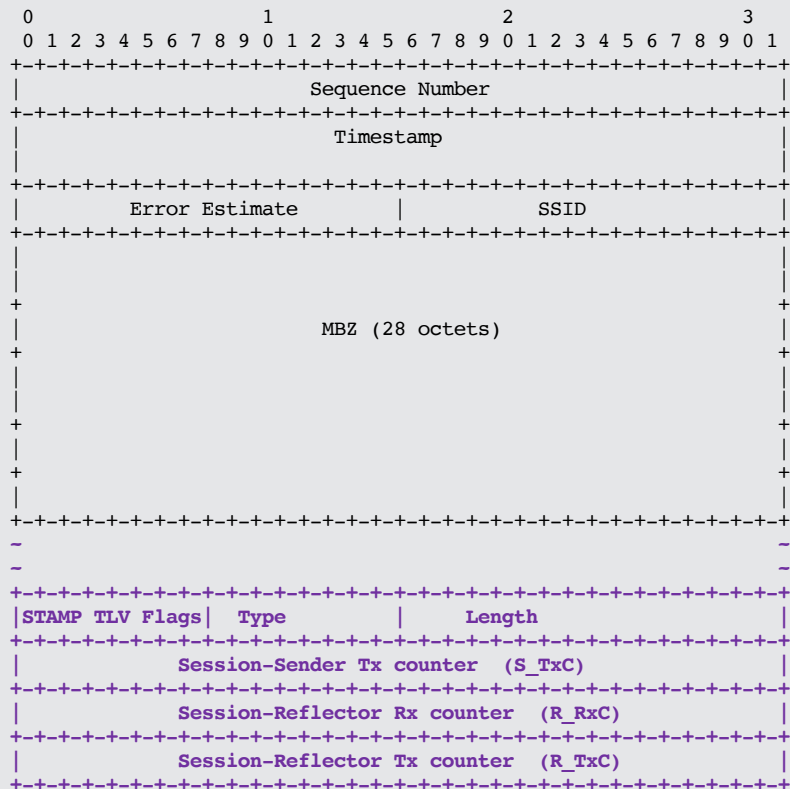 0                   1                   2                   3
 0 1 2 3 4 5 6 7 8 9 0 1 2 3 4 5 6 7 8 9 0 1 2 3 4 5 6 7 8 9 0 1
+-+-+-+-+-+-+-+-+-+-+-+-+-+-+-+-+-+-+-+-+-+-+-+-+-+-+-+-+-+-+-+-+
|                        Sequence Number                        |
+-+-+-+-+-+-+-+-+-+-+-+-+-+-+-+-+-+-+-+-+-+-+-+-+-+-+-+-+-+-+-+-+
|                          Timestamp                            |
|                                                               |
+-+-+-+-+-+-+-+-+-+-+-+-+-+-+-+-+-+-+-+-+-+-+-+-+-+-+-+-+-+-+-+-+
|         Error Estimate        |           SSID                |
+-+-+-+-+-+-+-+-+-+-+-+-+-+-+-+-+-+-+-+-+-+-+-+-+-+-+-+-+-+-+-+-+
|                                                               |
|                                                               |
+                                                               +
|                         MBZ (28 octets)                       |
+                                                               +
|                                                               |
|                                                               |
+                                                               +
|                                                               |
+                                                               +
|                                                               |
+-+-+-+-+-+-+-+-+-+-+-+-+-+-+-+-+-+-+-+-+-+-+-+-+-+-+-+-+-+-+-+-+
~                                                               ~
~                                                               ~
+-+-+-+-+-+-+-+-+-+-+-+-+-+-+-+-+-+-+-+-+-+-+-+-+-+-+-+-+-+-+-+-+
|STAMP TLV Flags|  Type         |     Length                    |
+-+-+-+-+-+-+-+-+-+-+-+-+-+-+-+-+-+-+-+-+-+-+-+-+-+-+-+-+-+-+-+-+
|             Session-Sender Tx counter  (S_TxC)                |
+-+-+-+-+-+-+-+-+-+-+-+-+-+-+-+-+-+-+-+-+-+-+-+-+-+-+-+-+-+-+-+-+
|             Session-Reflector Rx counter  (R_RxC)             |
+-+-+-+-+-+-+-+-+-+-+-+-+-+-+-+-+-+-+-+-+-+-+-+-+-+-+-+-+-+-+-+-+
|             Session-Reflector Tx counter  (R_TxC)             |
+-+-+-+-+-+-+-+-+-+-+-+-+-+-+-+-+-+-+-+-+-+-+-+-+-+-+-+-+-+-+-+-+